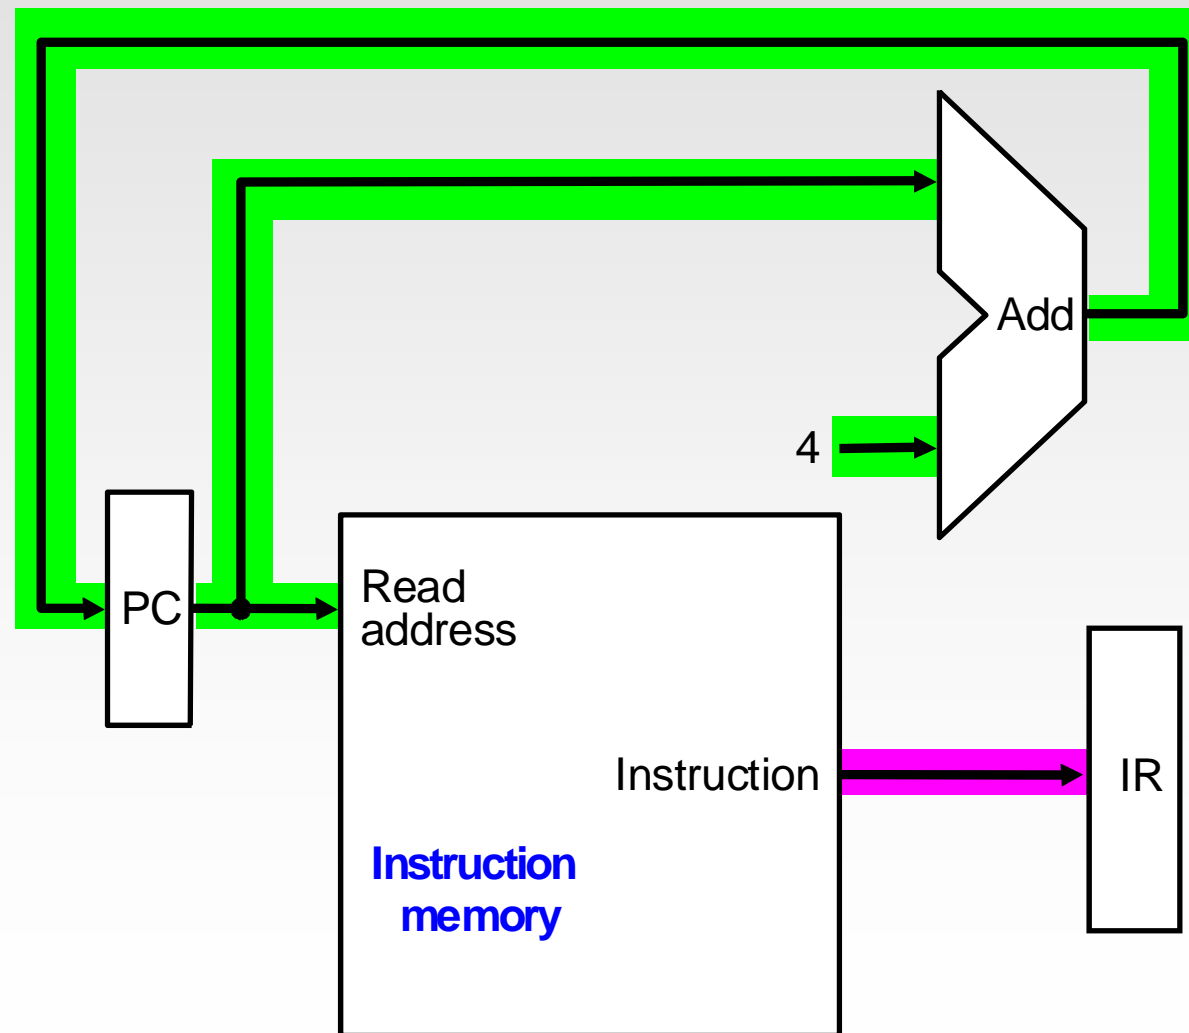 Add
4
PC
Read
address
Instruction
IR
Instruction
memory